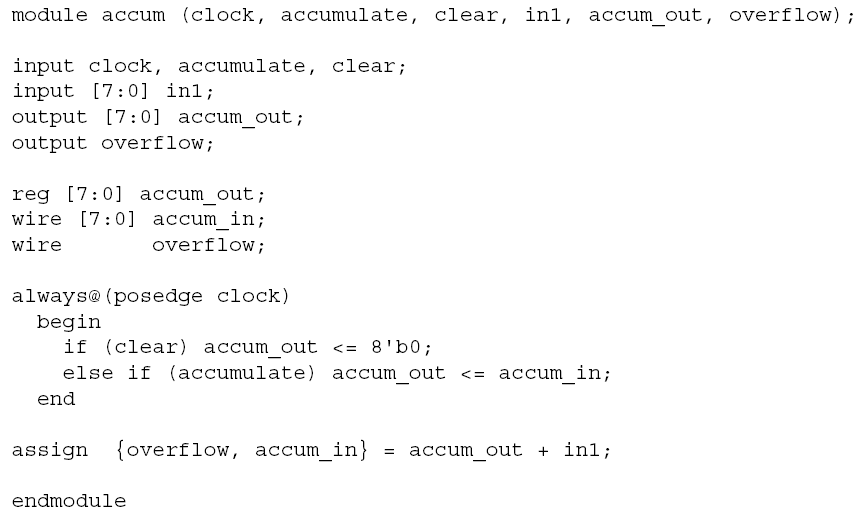 module accum (clock, accumulate, clear, in1, accum_out, overflow);

input clock, accumulate, clear;
input [7:0] in1;
output [7:0] accum_out;
output overflow;

reg [7:0] accum_out;
wire [7:0] accum_in;
wire       overflow;

always@(posedge clock)
  begin
    if (clear) accum_out <= 8'b0;
    else if (accumulate) accum_out <= accum_in;
  end

assign  {overflow, accum_in} = accum_out + in1;

endmodule